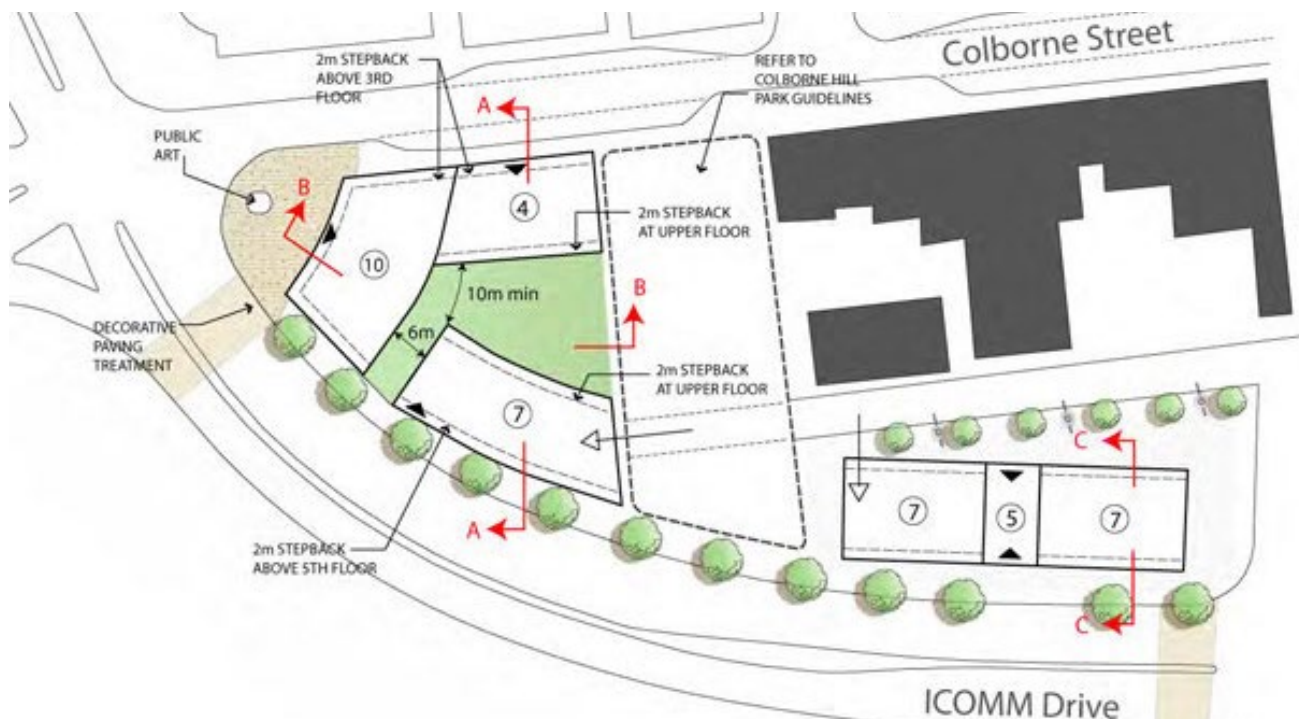 Colborne Street
2m STEPBACK
ABOVE 3RD
FLOOR
REFER TO
COLBORNE HILL
PARK GUIDELINES
A
PUBLIC
ART
B
4
2m STEPBACK
AT UPPER FLOOR
10
10m min
B
6m
DECORATIVE
PAVING
TREATMENT
2m STEPBACK
AT UPPER FLOOR
7
C
7
5
7
A
2m STEPBACK
ABOVE 5TH FLOOR
C
ICOMM Drive